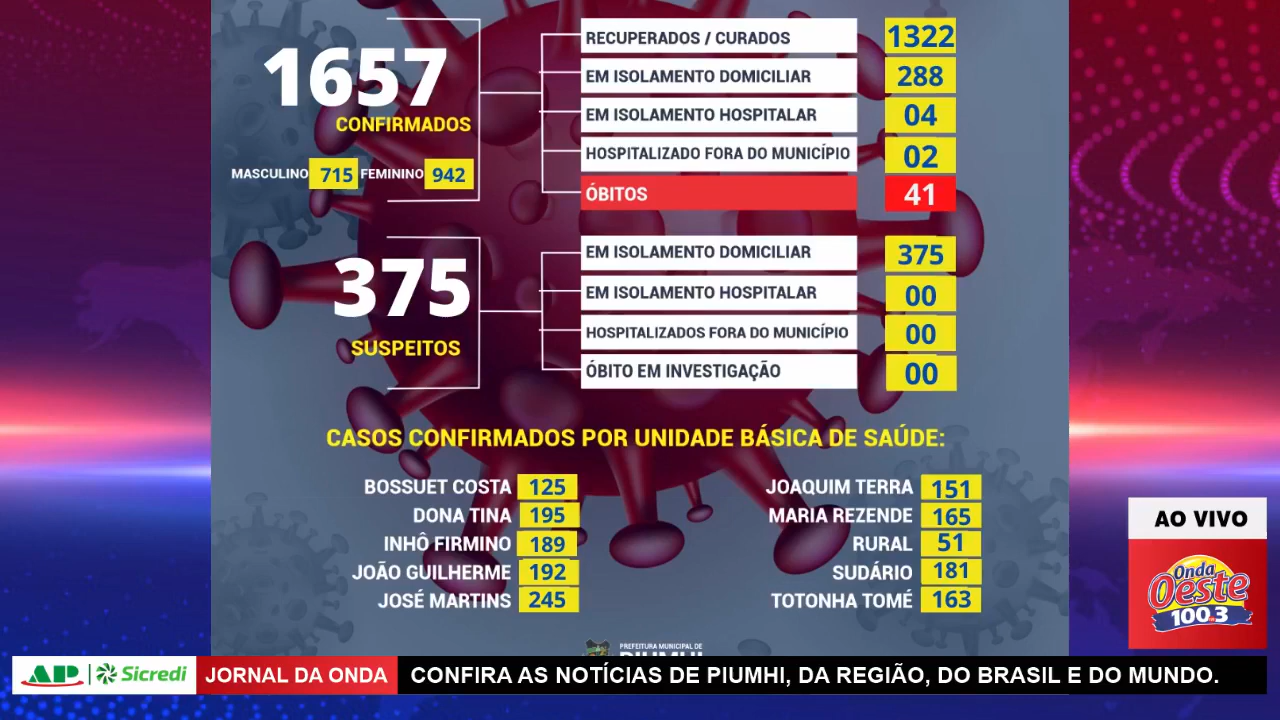 1657
CONFIRMADOS
MASCULINO 715 FEMININO 942
RECUPERADOS / CURADOS 1322
EM ISOLAMENTO DOMICILIAR 288
EM ISOLAMENTO HOSPITALAR 04
HOSPITALIZADO FORA DO MUNICÍPIO 02
ÓBITOS 41
375
SUSPEITOS
EM ISOLAMENTO DOMICILIAR 375
EM ISOLAMENTO HOSPITALAR 00
HOSPITALIZADOS FORA DO MUNICÍPIO 00
ÓBITO EM INVESTIGAÇÃO 00
CASOS CONFIRMADOS POR UNIDADE BÁSICA DE SAÚDE:
BOSSUET COSTA 125
DONA TINA 195
INHÔ FIRMINO 189
JOÃO GUILHERME 192
JOSÉ MARTINS 245
JOAQUIM TERRA 151
MARIA REZENDE 165
RURAL 51
SUDÁRIO 181
TOTONHA TOMÉ 163
PREFEITURA MUNICIPAL DE
PIUMHI
AO VIVO
Onda
Oeste
100.3
AP Sicredi JORNAL DA ONDA CONFIRA AS NOTÍCIAS DE PIUMHI, DA REGIÃO, DO BRASIL E DO MUNDO.